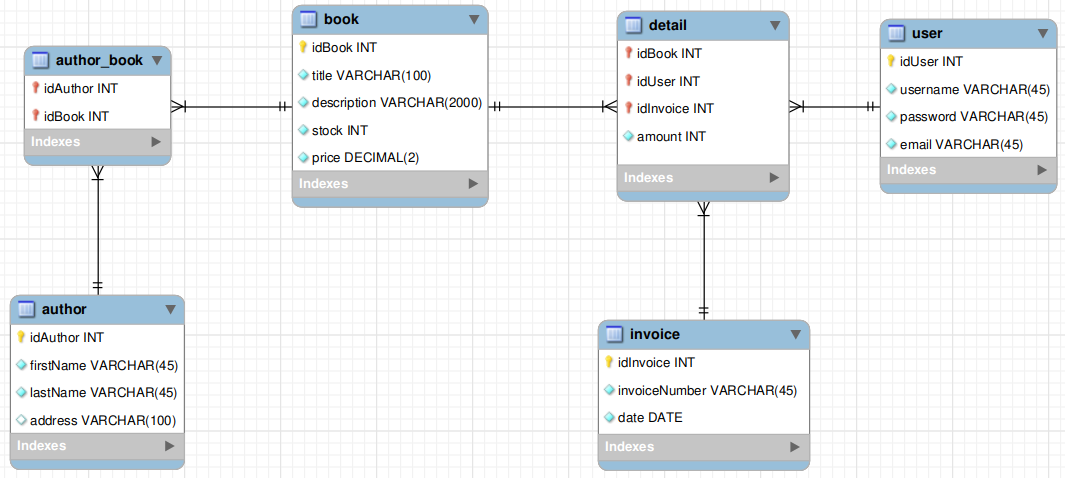 author_book
idAuthor INT
idBook INT
Indexes
book
idBook INT
title VARCHAR(100)
description VARCHAR(2000)
stock INT
price DECIMAL(2)
Indexes
detail
idBook INT
idUser INT
idInvoice INT
amount INT
Indexes
user
idUser INT
username VARCHAR(45)
password VARCHAR(45)
email VARCHAR(45)
Indexes
author
idAuthor INT
firstName VARCHAR(45)
lastName VARCHAR(45)
address VARCHAR(100)
Indexes
invoice
idInvoice INT
invoiceNumber VARCHAR(45)
date DATE
Indexes